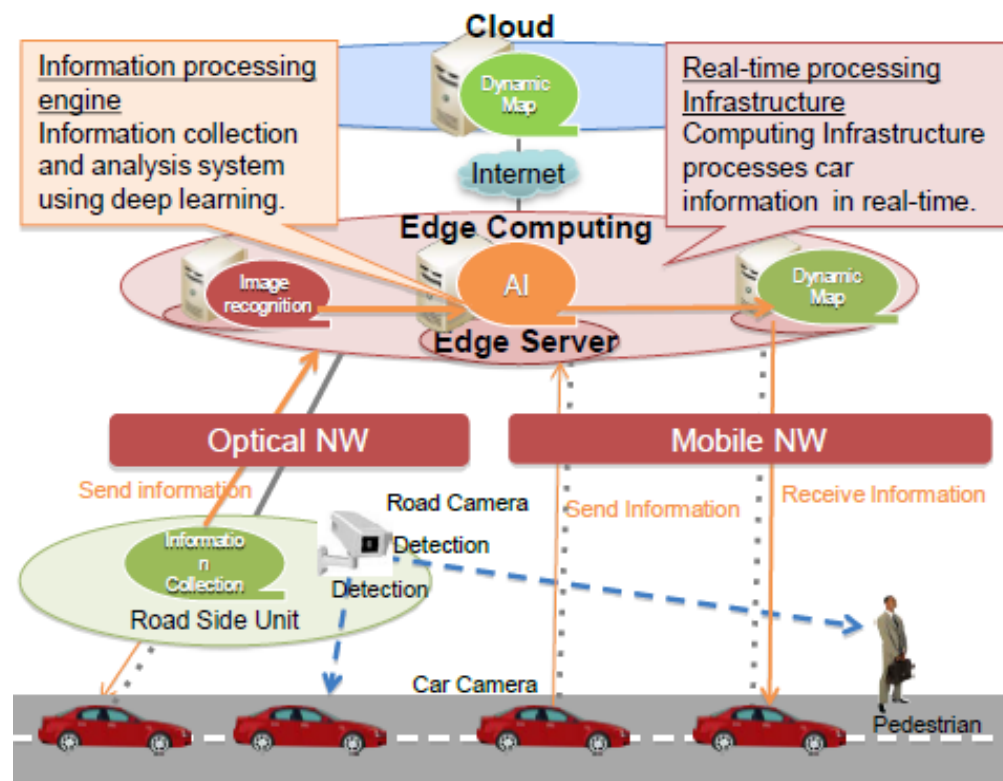 Cloud
Information processing
engine
Information collection
and analysis system
using deep learning.
Dynamic
Map
Real-time processing
Infrastructure
Computing Infrastructure
processes car
information in real-time.
Internet
Edge Computing
Image
recognition
AI
Dynamic
Map
Edge Server
Optical NW
Mobile NW
Send information
Road Camera
Send Information
Receive Information
Informatio
n
Collection
Detection
Detection
Road Side Unit
Car Camera
Pedestrian